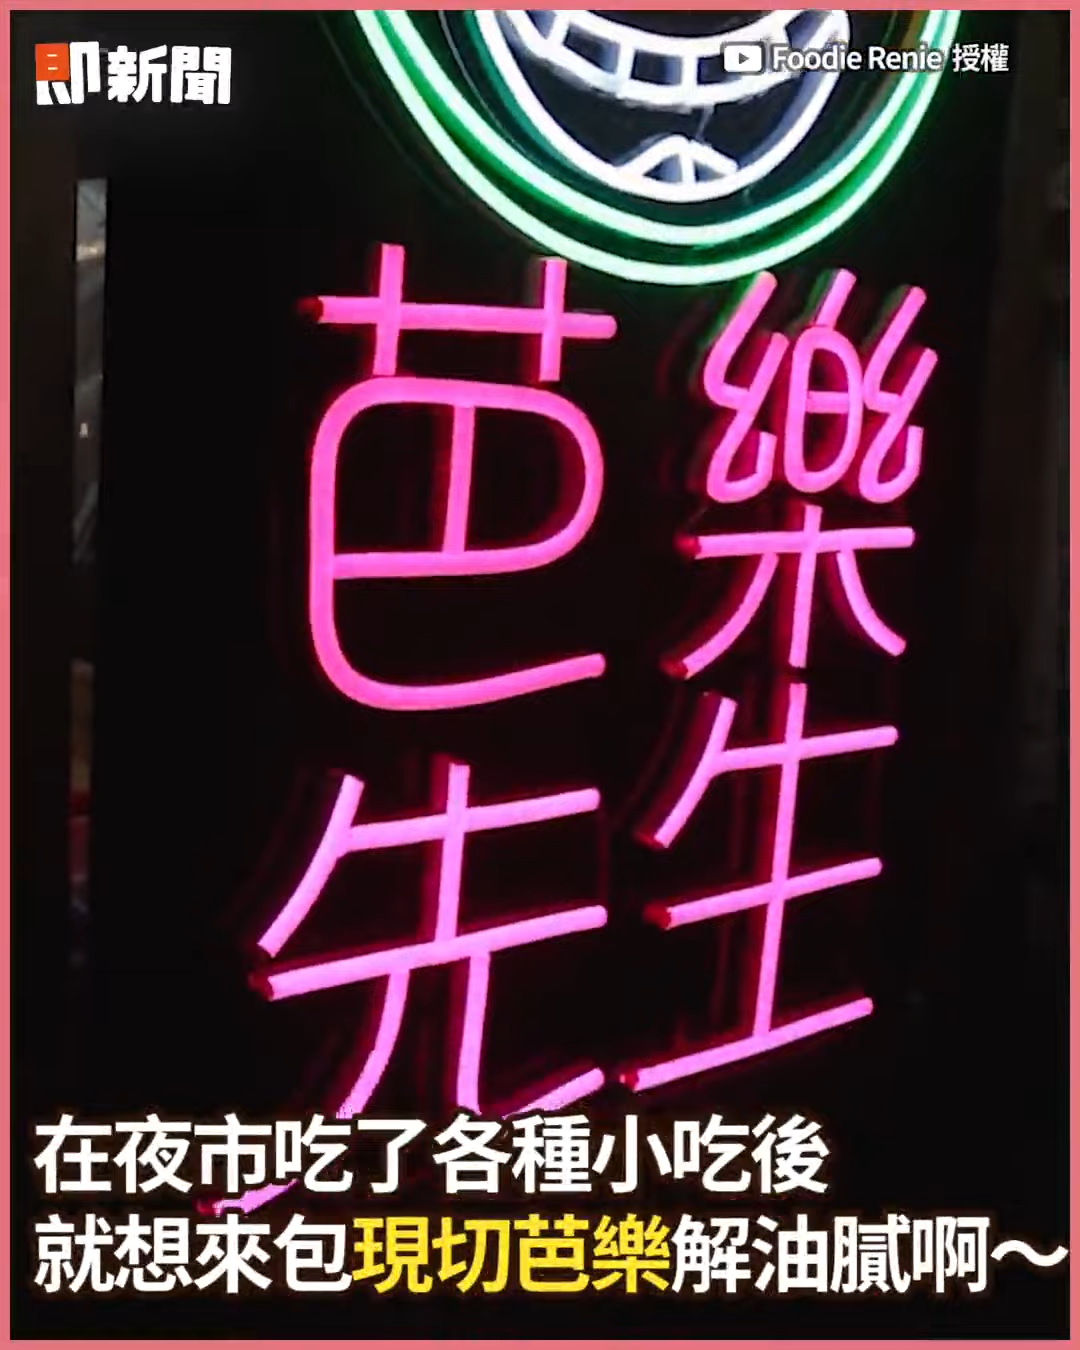 即新聞
Foodie Renie 授權
芭樂
先生
在夜市吃了各種小吃後
就想來包現切芭樂解油膩啊～